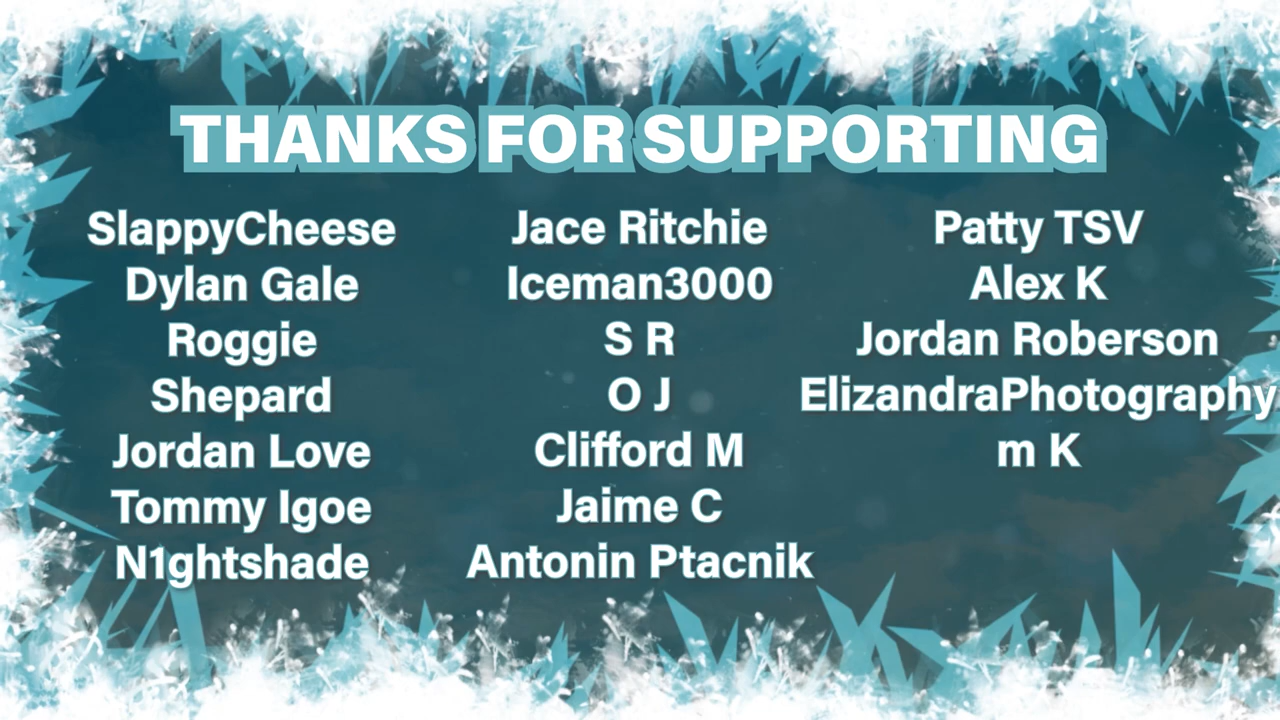 THANKS FOR SUPPORTING
SlappyCheese
Dylan Gale
Roggie
Shepard
Jordan Love
Tommy Igoe
N1ghtshade
Jace Ritchie
Iceman3000
S R
O J
Clifford M
Jaime C
Antonin Ptacnik
Patty TSV
Alex K
Jordan Roberson
ElizandraPhotography
m K